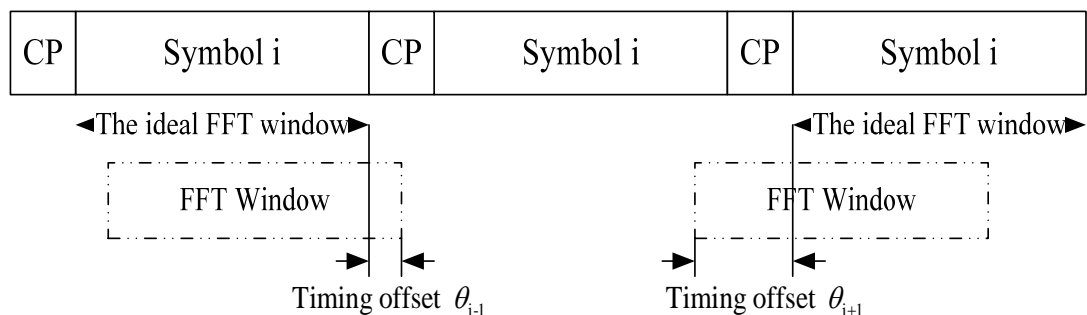 CP Symbol i CP Symbol i CP Symbol i
The ideal FFT window The ideal FFT window
FFT Window FFT Window
Timing offset θi-1 Timing offset θi+1